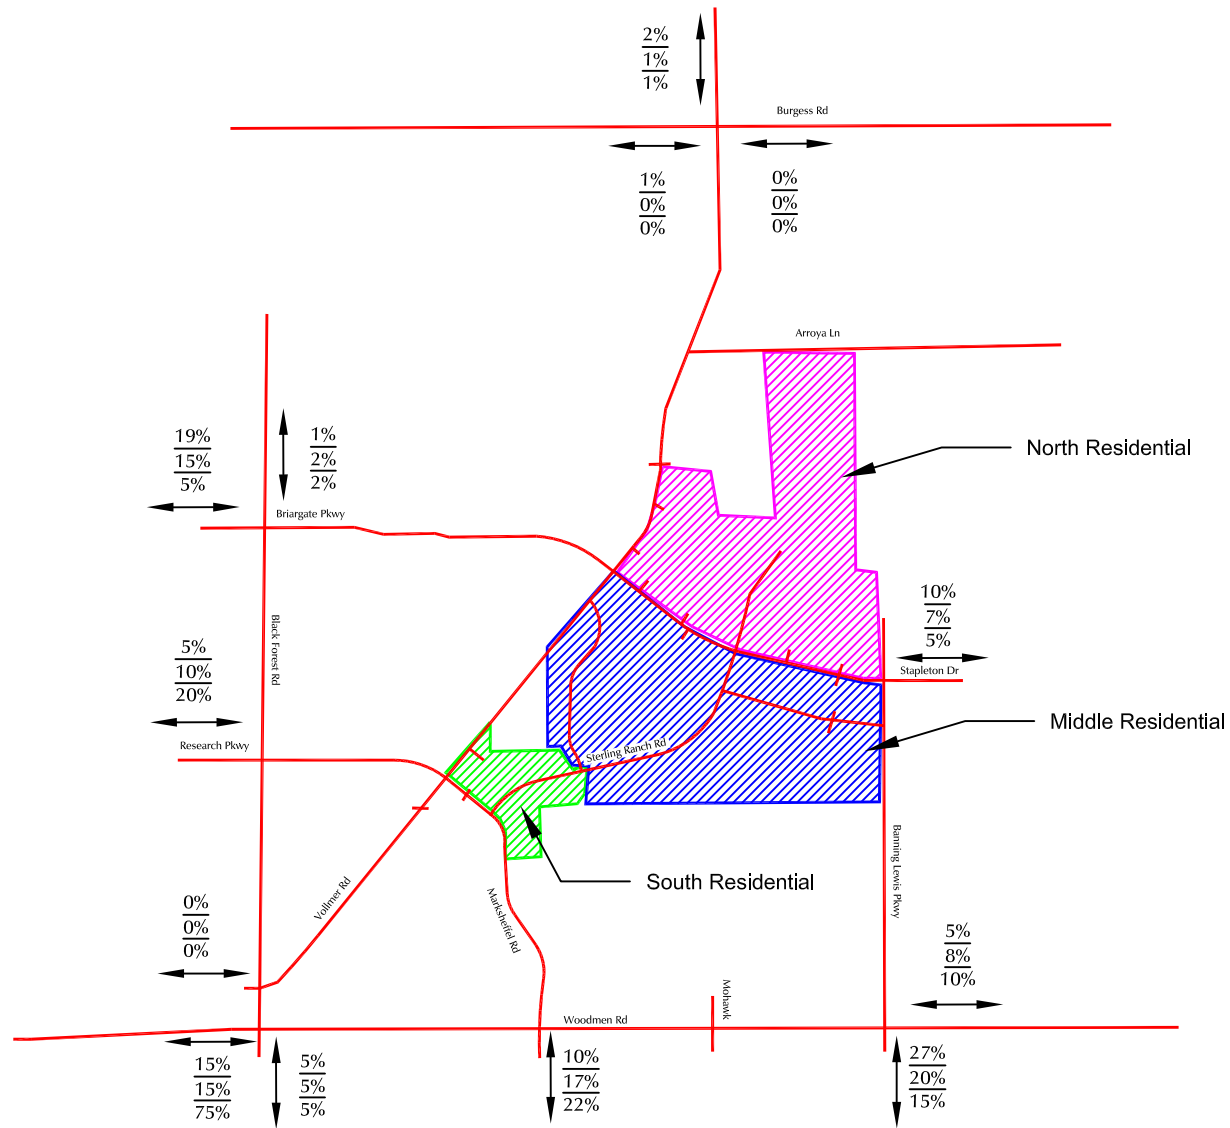 2%
1%
1%
Burgess Rd
1%
0%
0%
0%
0%
0%
Arroya Ln
North Residential
19%
15%
5%
1%
2%
2%
Briargate Pkwy
Black Forest Rd
10%
7%
5%
Stapleton Dr
5%
10%
20%
Research Pkwy
Middle Residential
Sterling Ranch Rd
South Residential
Vollmer Rd
Marksheffel Rd
Banning Lewis Pkwy
0%
0%
0%
5%
8%
10%
Mohawk
Woodmen Rd
15%
15%
75%
5%
5%
5%
10%
17%
22%
27%
20%
15%